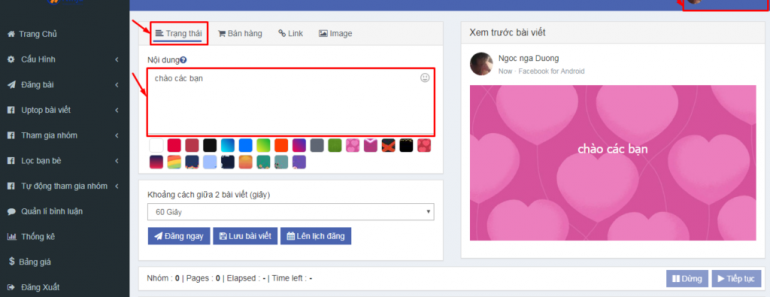 Trang Chủ
Cấu Hình
Đăng bài
Uptop bài viết
Tham gia nhóm
Lọc bạn bè
Tự động tham gia nhóm
Quản lí bình luận
Thống kê
Bảng giá
Đăng Xuất
Trạng thái Bán hàng Link Image
Nội dung
chào các bạn
Khoảng cách giữa 2 bài viết (giây)
60 Giây
Đăng ngay Lưu bài viết Lên lịch đăng
Xem trước bài viết
Ngoc nga Duong
Now · Facebook for Android
chào các bạn
Nhóm : 0 | Pages : 0 | Elapsed : - | Time left : -
Dừng Tiếp tục